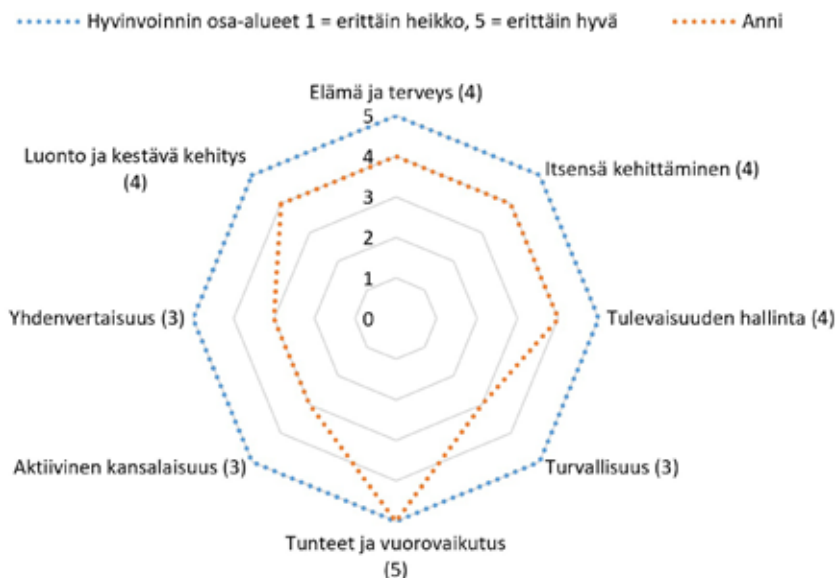 Hyvinvoinnin osa-alueet 1 = erittäin heikko, 5 = erittäin hyvä
Anni
Elämä ja terveys (4)
Itsensä kehittäminen (4)
Tulevaisuuden hallinta (4)
Turvallisuus (3)
Tunteet ja vuorovaikutus
(5)
Aktiivinen kansalaisuus (3)
Yhdenvertaisuus (3)
Luonto ja kestävä kehitys
(4)
5
4
3
2
1
0